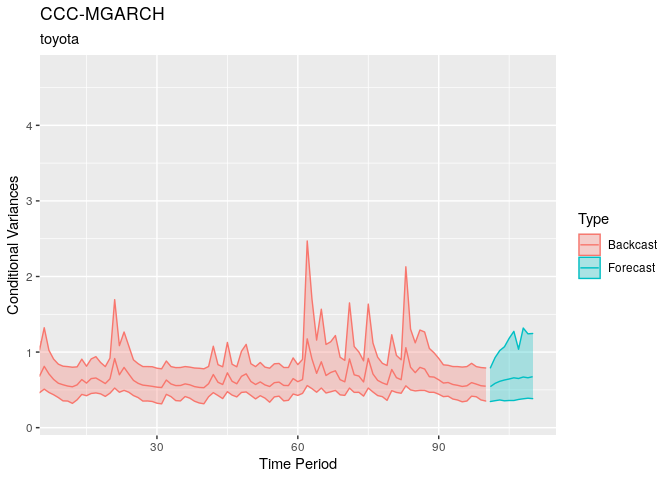 CCC-MGARCH
toyota
4
3
2
1
0
Conditional Variances
30
60
90
Time Period
Type
Backcast
Forecast